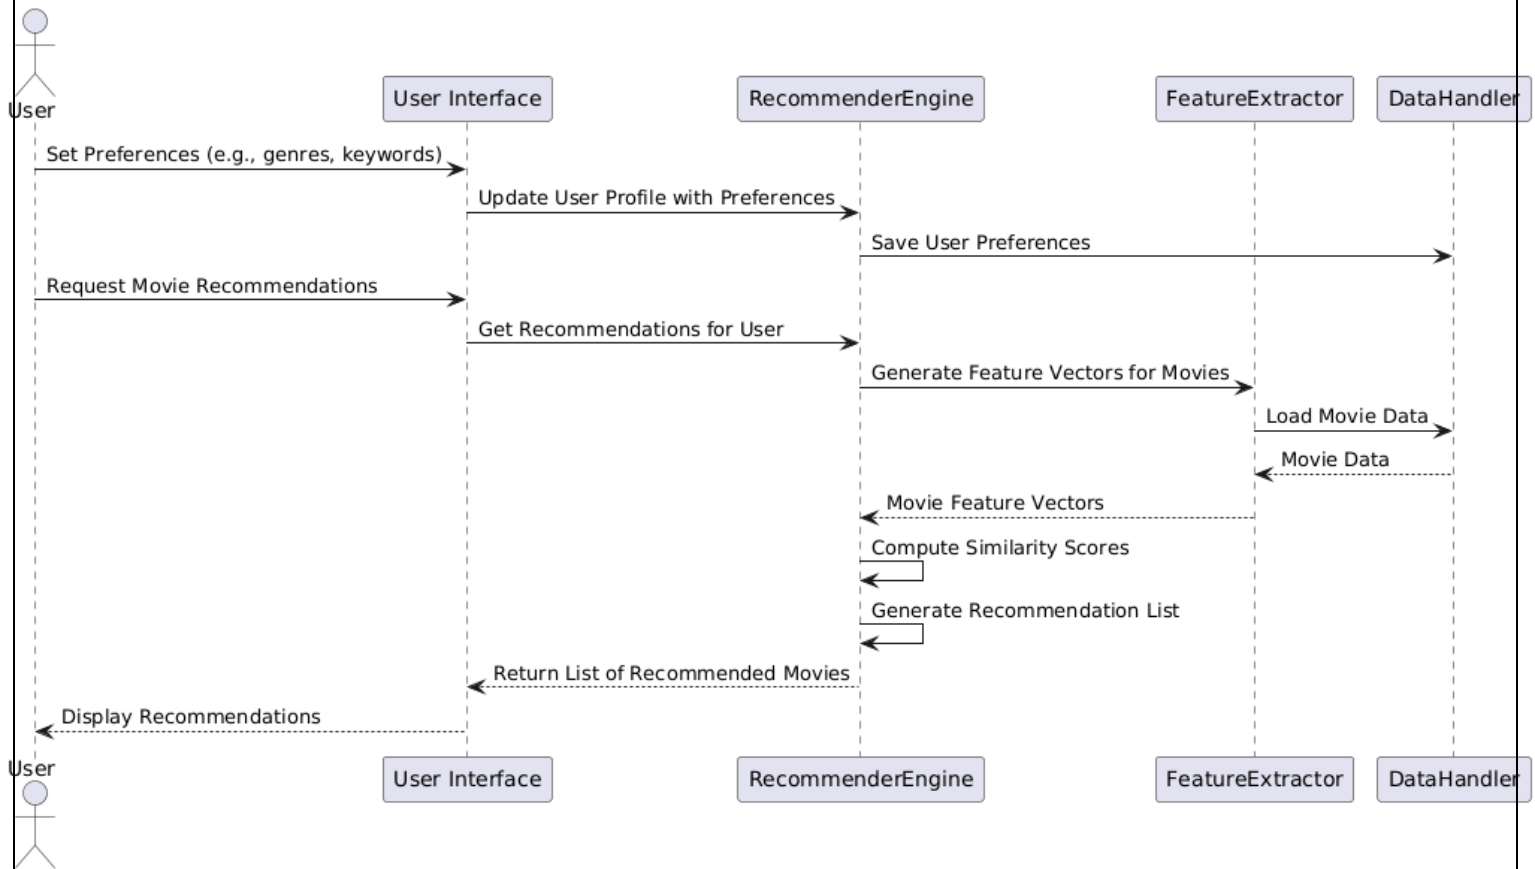 User
User Interface
RecommenderEngine
FeatureExtractor
DataHandler
Set Preferences (e.g., genres, keywords)
Update User Profile with Preferences
Save User Preferences
Request Movie Recommendations
Get Recommendations for User
Generate Feature Vectors for Movies
Load Movie Data
Movie Data
Movie Feature Vectors
Compute Similarity Scores
Generate Recommendation List
Return List of Recommended Movies
Display Recommendations
User
User Interface
RecommenderEngine
FeatureExtractor
DataHandler